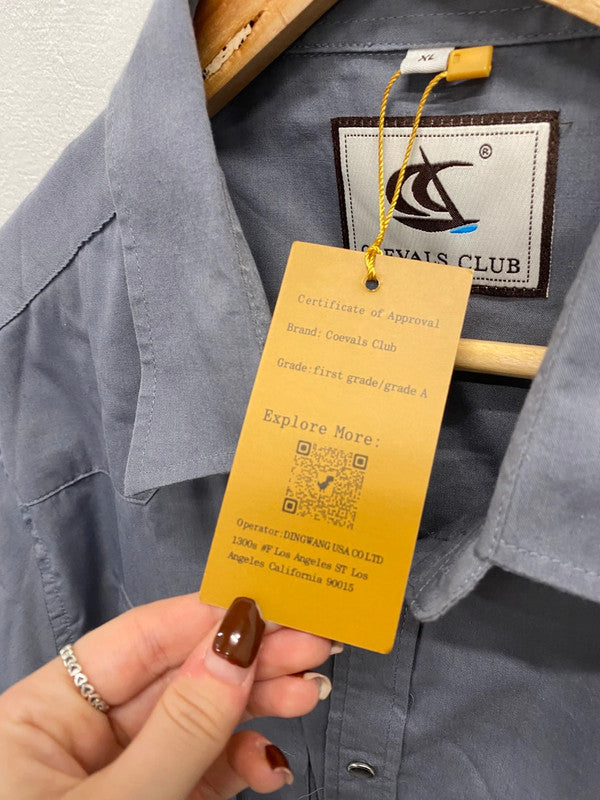 XL
®
COEVALS CLUB
Certificate of Approval
Brand: Coevals Club
Grade:first grade/grade A
Explore More:
Operator:DINGWANG USA CO LTD
1300s #F Los Angeles ST Los
Angeles California 90015